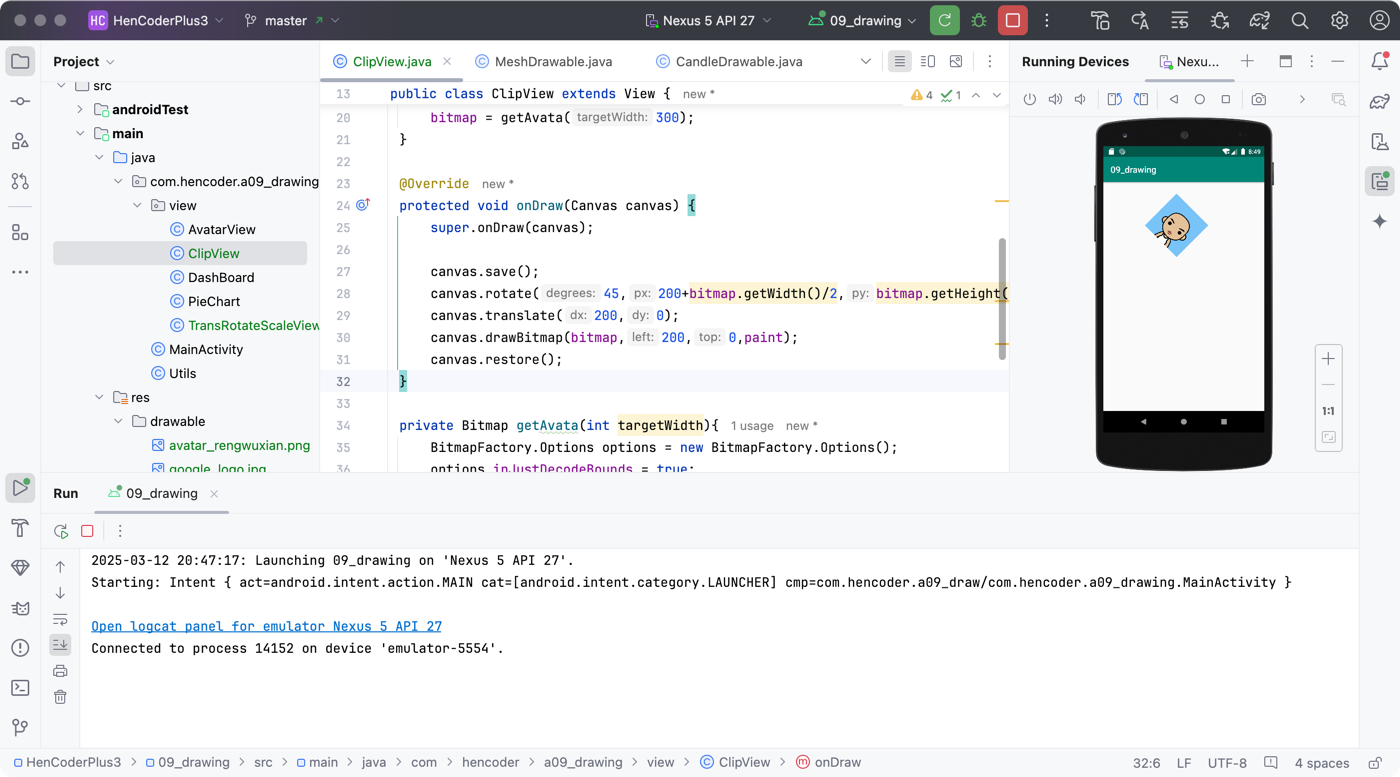 HC HenCoderPlus3 master Nexus 5 API 27 09_drawing
Project
src
androidTest
main
java
com.hencoder.a09_drawing
view
AvatarView
ClipView
DashBoard
PieChart
TransRotateScaleView
MainActivity
Utils
res
drawable
avatar_rengwuxian.png
google_logo.jpg
ClipView.java MeshDrawable.java CandleDrawable.java
13 public class ClipView extends View { new * 4 1
20 bitmap = getAvata( targetWidth: 300);
21 }
22
23 @Override new *
24 protected void onDraw(Canvas canvas) {
25 super.onDraw(canvas);
26
27 canvas.save();
28 canvas.rotate( degrees: 45, px: 200+bitmap.getWidth()/2, py: bitmap.getHeight(
29 canvas.translate( dx: 200, dy: 0);
30 canvas.drawBitmap(bitmap, left: 200, top: 0,paint);
31 canvas.restore();
32 }
33
34 private Bitmap getAvata(int targetWidth){ 1 usage new *
35 BitmapFactory.Options options = new BitmapFactory.Options();
36 options.inJustDecodeBounds = true;
Running Devices Nexu...
8:49
09_drawing
1:1
Run 09_drawing
2025-03-12 20:47:17: Launching 09_drawing on 'Nexus 5 API 27'.
Starting: Intent { act=android.intent.action.MAIN cat=[android.intent.category.LAUNCHER] cmp=com.hencoder.a09_draw/com.hencoder.a09_drawing.MainActivity }
Open logcat panel for emulator Nexus 5 API 27
Connected to process 14152 on device 'emulator-5554'.
HenCoderPlus3 > 09_drawing > src > main > java > com > hencoder > a09_drawing > view > ClipView > onDraw 32:6 LF UTF-8 4 spaces